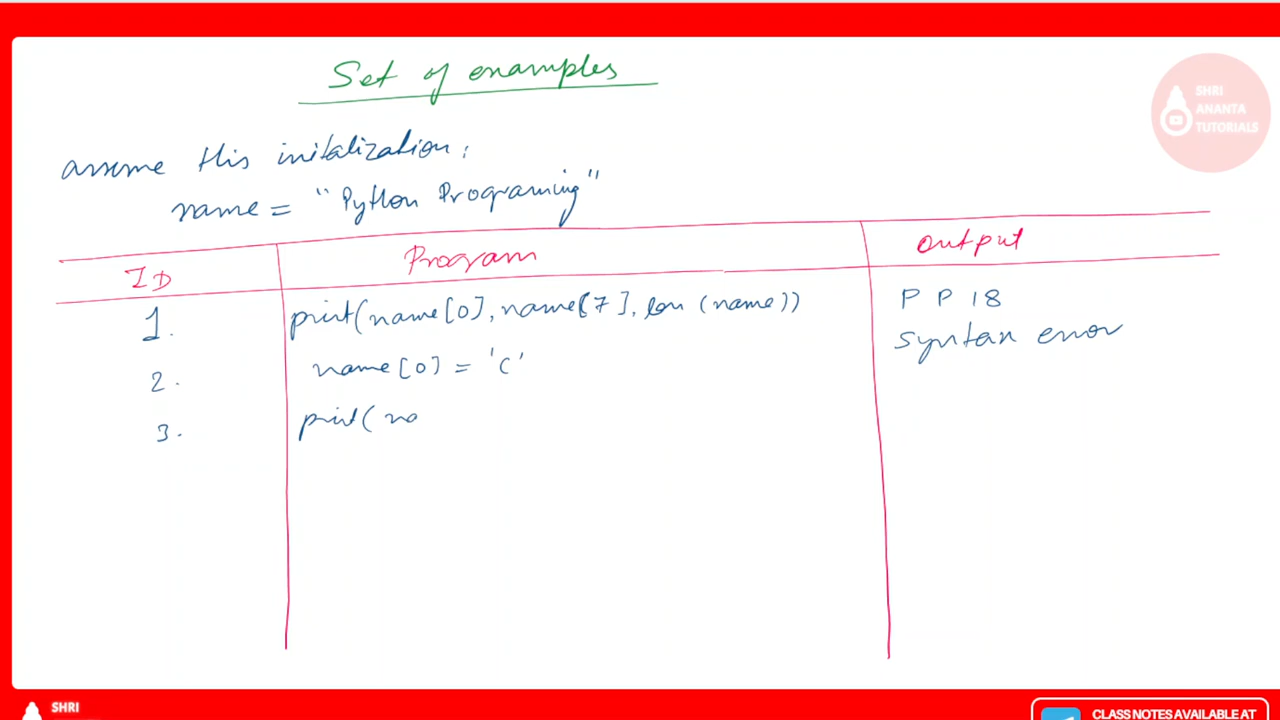 Set of examples
SHRI
ANANTA
TUTORIALS
assume this initalization:
name = "Python Programing"
ID Program Output
1. print(name[0], name[7], len (name)) P P 18
2. name[0] = 'C' Syntax error
3. print( na
SHRI
CLASS NOTES AVAILABLE AT